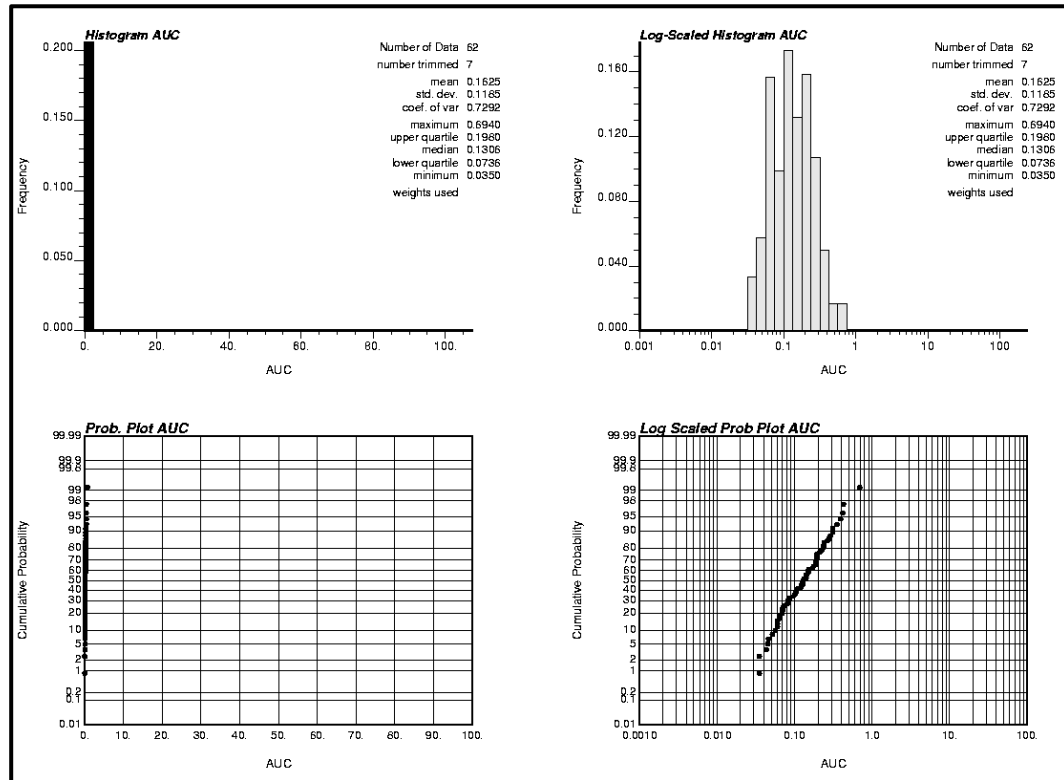 Histogram AUC
Number of Data 62
number trimmed 7
mean 0.1625
std. dev. 0.1185
coef. of var 0.7292
maximum 0.6940
upper quartile 0.1960
median 0.1306
lower quartile 0.0736
minimum 0.0350
weights used
Frequency
0.200
0.150
0.100
0.050
0.000
0. 20. 40. 60. 80. 100.
AUC
Log-Scaled Histogram AUC
Number of Data 62
number trimmed 7
mean 0.1625
std. dev. 0.1185
coef. of var 0.7292
maximum 0.6940
upper quartile 0.1960
median 0.1306
lower quartile 0.0736
minimum 0.0350
weights used
Frequency
0.160
0.120
0.080
0.040
0.000
0.001 0.01 0.1 1 10 100
AUC
Prob. Plot AUC
Cumulative Probability
99.99
99.9
99.8
99
98
95
90
80
70
60
50
40
30
20
10
5
2
1
0.2
0.1
0.01
0. 10. 20. 30. 40. 50. 60. 70. 80. 90. 100.
AUC
Log Scaled Prob Plot AUC
Cumulative Probability
99.99
99.9
99.8
99
98
95
90
80
70
60
50
40
30
20
10
5
2
1
0.2
0.1
0.01
0.0010 0.010 0.10 1.0 10. 100.
AUC